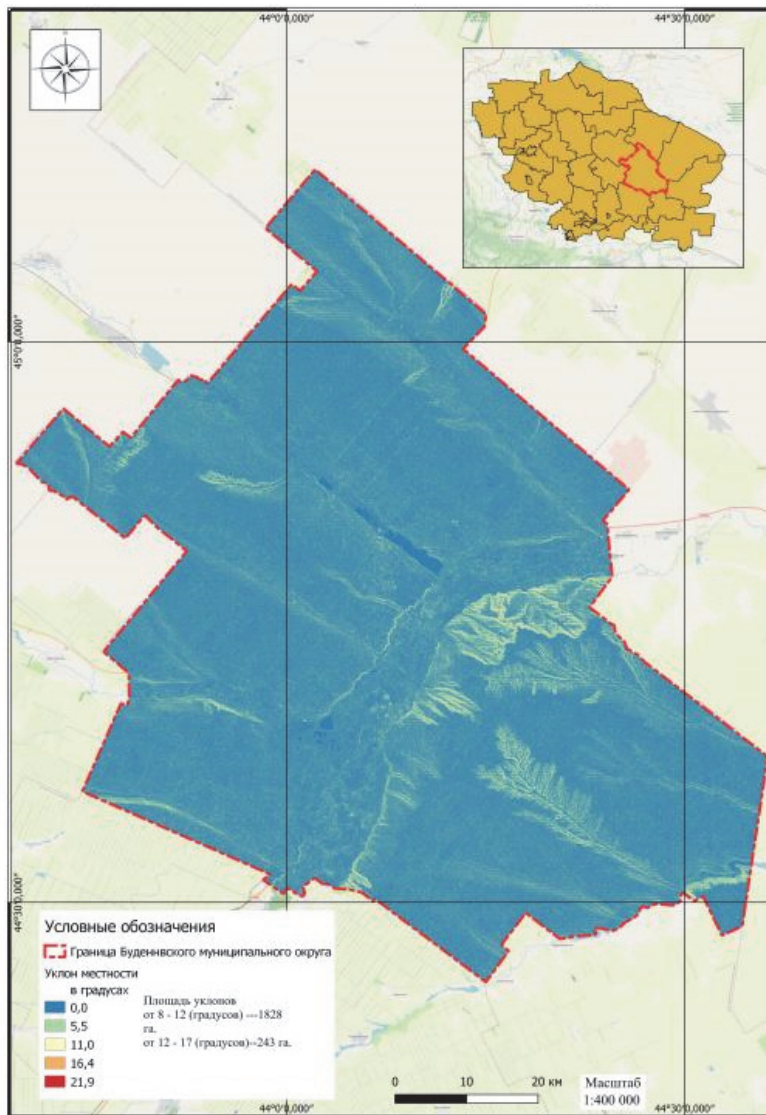 44°0'0,000"
44°30'0,000"
45°0'0,000"
44°30'0,000"
Условные обозначения
Граница Буденнвского муниципального округа
Уклон местности
в градусах
0,0
5,5
11,0
16,4
21,9
Площадь уклонов
от 8 - 12 (градусов) ---1828
га.
от 12 - 17 (градусов)--243 га.
0 10 20 км
Масштаб
1:400 000
44°0'0,000"
44°30'0,000"